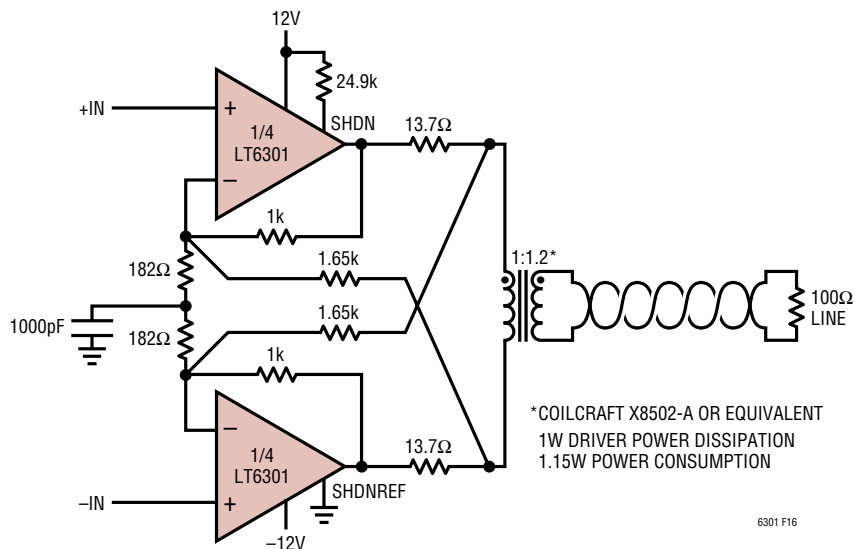 12V
24.9k
+IN
+
SHDN
13.7Ω
1/4
LT6301
–
1k
1:1.2*
182Ω
1.65k
100Ω
LINE
1000pF
1.65k
182Ω
1k
*COILCRAFT X8502-A OR EQUIVALENT
1W DRIVER POWER DISSIPATION
1.15W POWER CONSUMPTION
–
13.7Ω
1/4
LT6301
SHDNREF
–IN
+
–12V
6301 F16